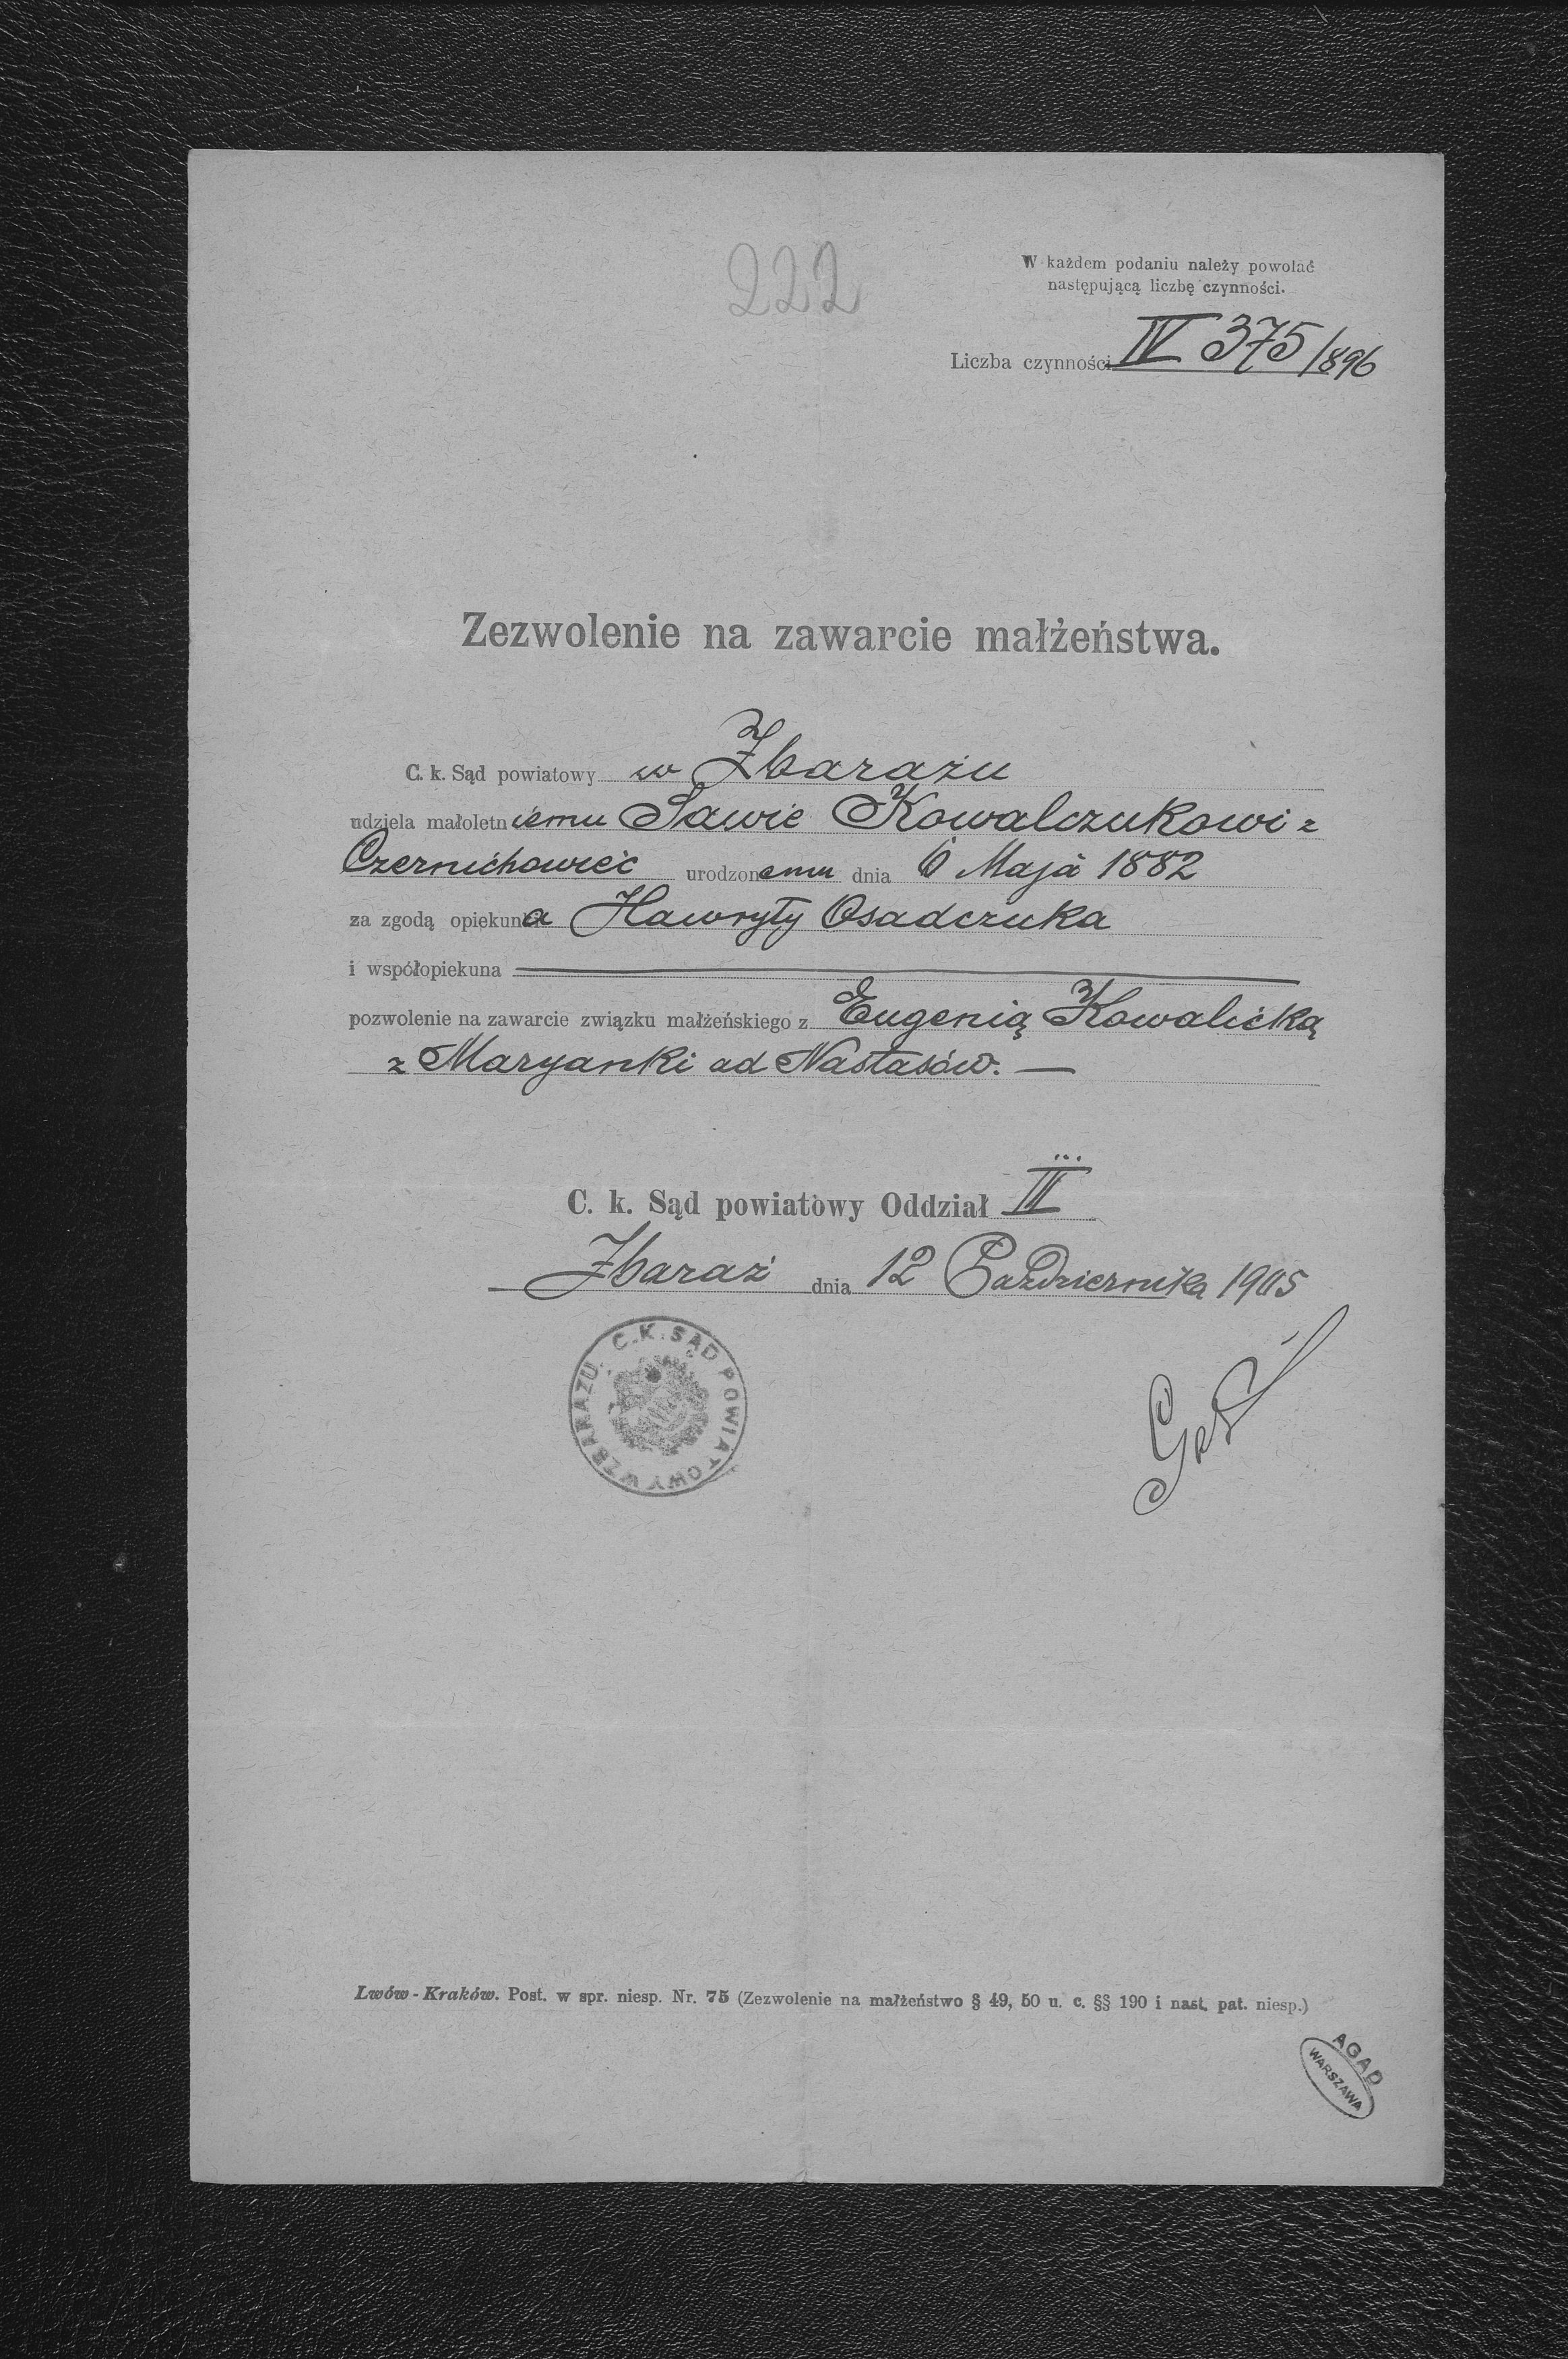 222
W każdem podaniu należy powołać
następującą liczbę czynności.
Liczba czynności IV 375/896
Zezwolenie na zawarcie małżeństwa.
C. k. Sąd powiatowy w Zbarażu
udziela małoletniemu Sawie Kowalczukowi z
Czernichowiec urodzonemu dnia 6 Maja 1882
za zgodą opiekuna Hawryły Osadczuka
i współopiekuna
pozwolenie na zawarcie związku małżeńskiego z Eugenią Kowalicką
z Maryanki ad Nastasów. —
C. k. Sąd powiatowy Oddział III
Zbaraż dnia 12 Października 1905
C. K. SĄD POWIATOWY W ZBARAŻU
Lwów - Kraków. Post. w spr. niesp. Nr. 75 (Zezwolenie na małżeństwo § 49, 50 u. c. §§ 190 i nast. pat. niesp.)
AGAD
WARSZAWA